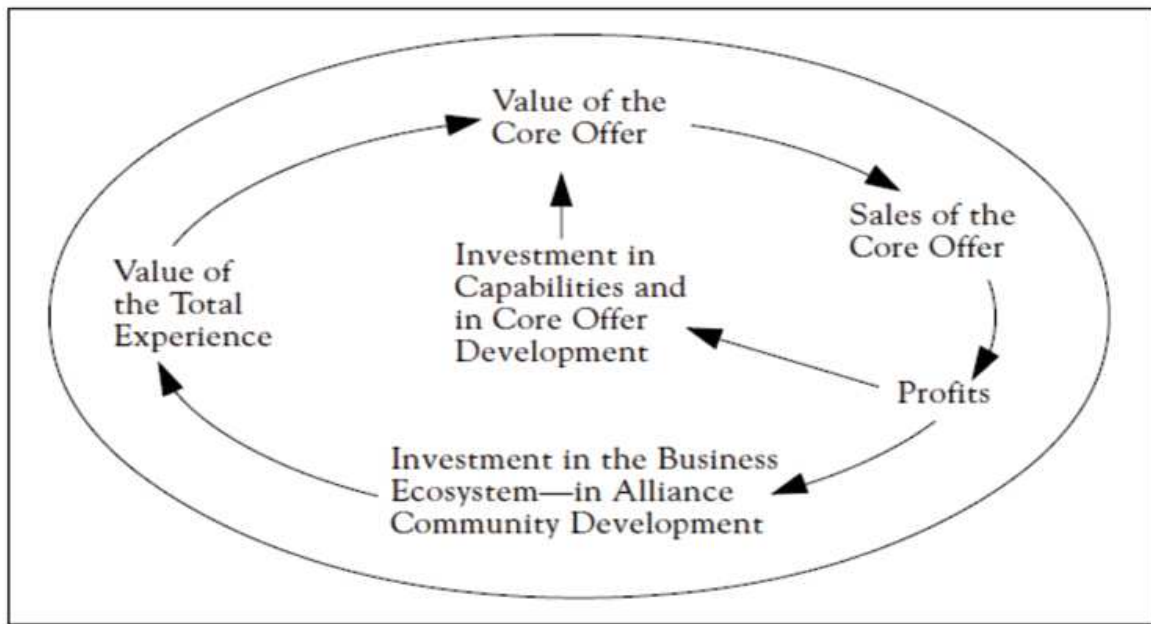 Value of the
Core Offer
Sales of the
Core Offer
Investment in
Capabilities and
in Core Offer
Development
Value of
the Total
Experience
Profits
Investment in the Business
Ecosystem—in Alliance
Community Development